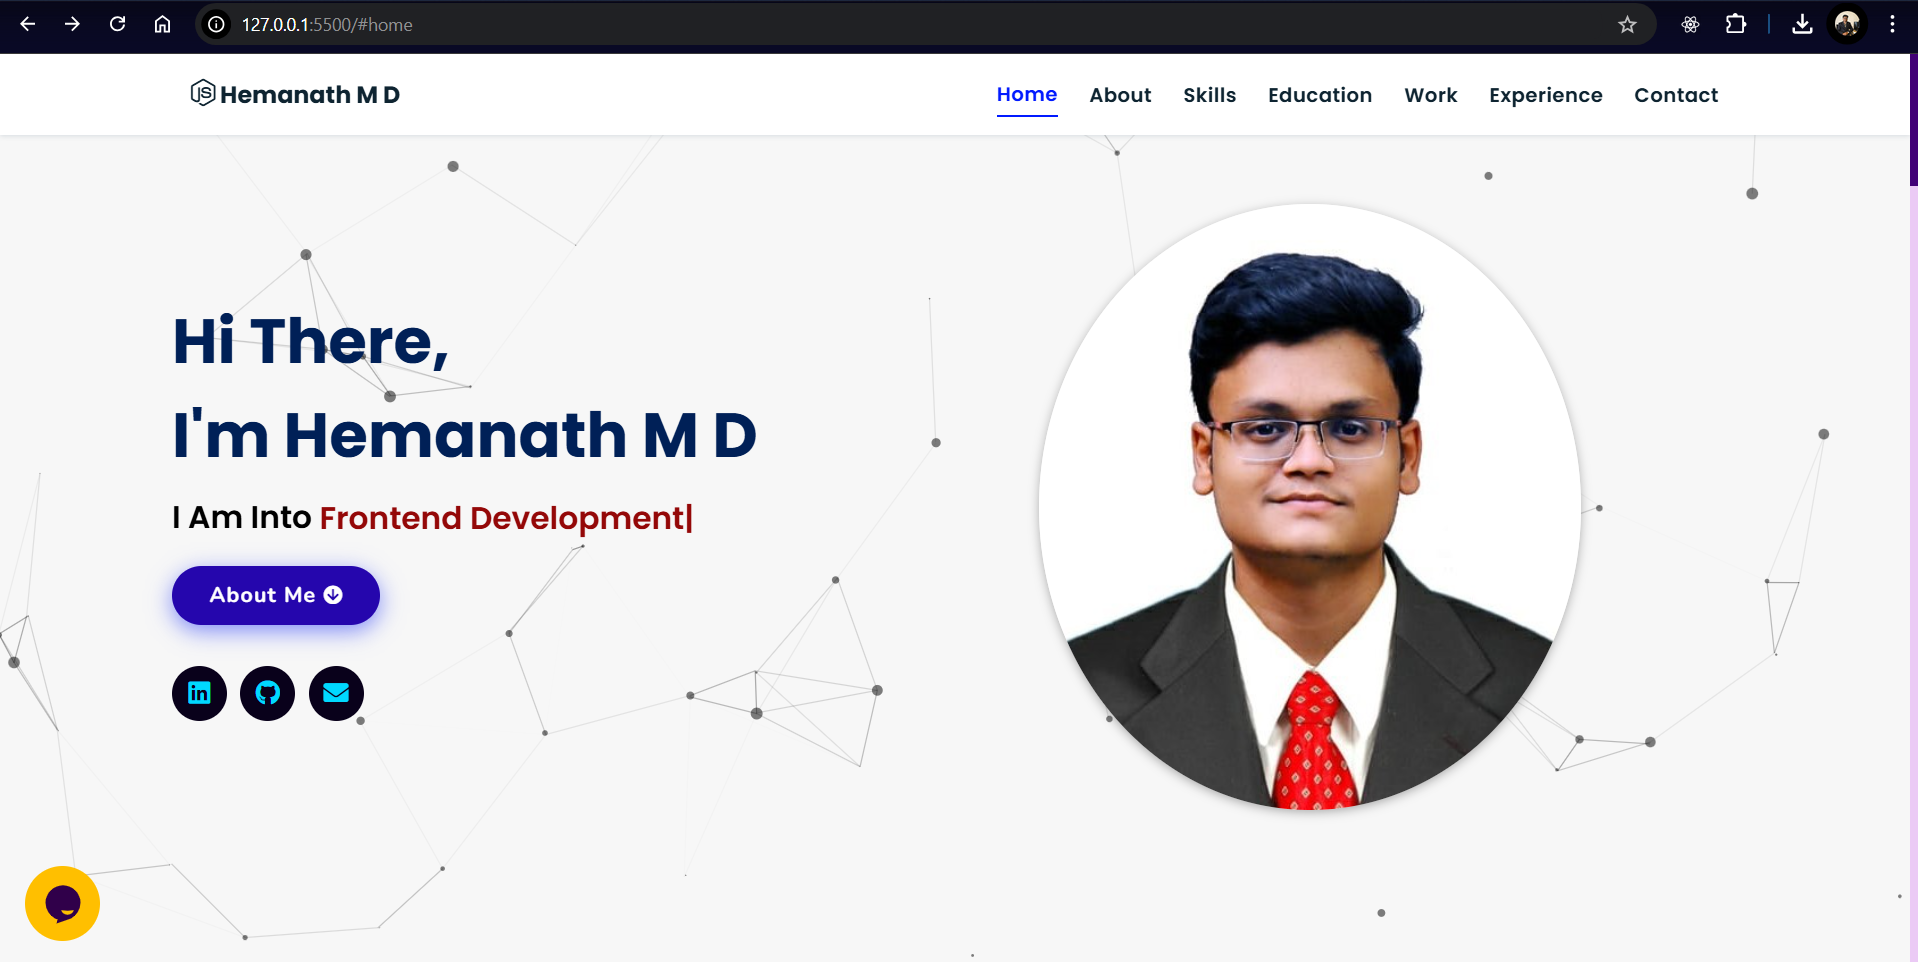 127.0.0.1:5500/#home
JS Hemanath M D
Home About Skills Education Work Experience Contact
Hi There,
I'm Hemanath M D
I Am Into Frontend Development|
About Me
in